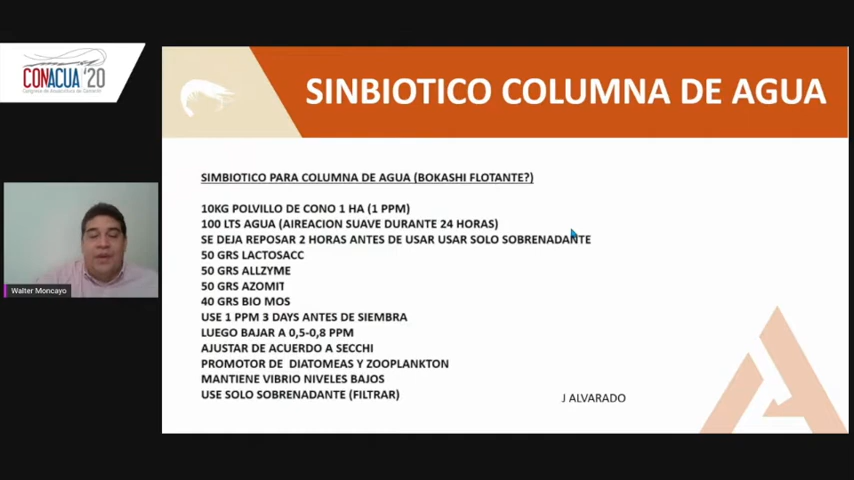 CONACUA '20
SINBIOTICO COLUMNA DE AGUA
SIMBIOTICO PARA COLUMNA DE AGUA (BOKASHI FLOTANTE?)
10KG POLVILLO DE CONO 1 HA (1 PPM)
100 LTS AGUA (AIREACION SUAVE DURANTE 24 HORAS)
SE DEJA REPOSAR 2 HORAS ANTES DE USAR USAR SOLO SOBRENADANTE
50 GRS LACTOSACC
50 GRS ALLZYME
50 GRS AZOMIT
40 GRS BIO MOS
USE 1 PPM 3 DAYS ANTES DE SIEMBRA
LUEGO BAJAR A 0,5-0,8 PPM
AJUSTAR DE ACUERDO A SECCHI
PROMOTOR DE DIATOMEAS Y ZOOPLANKTON
MANTIENE VIBRIO NIVELES BAJOS
USE SOLO SOBRENADANTE (FILTRAR)
J ALVARADO
Walter Moncayo